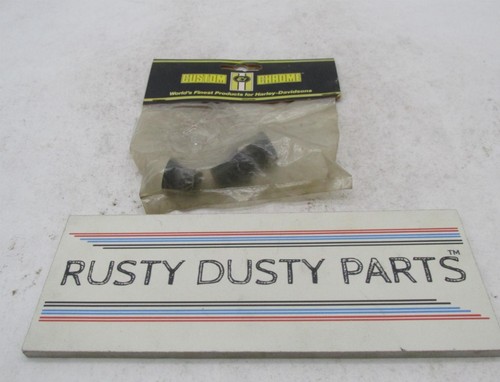 CUSTOM CHROME
World's Finest Products for Harley-Davidsons
RUSTY DUSTY PARTS™